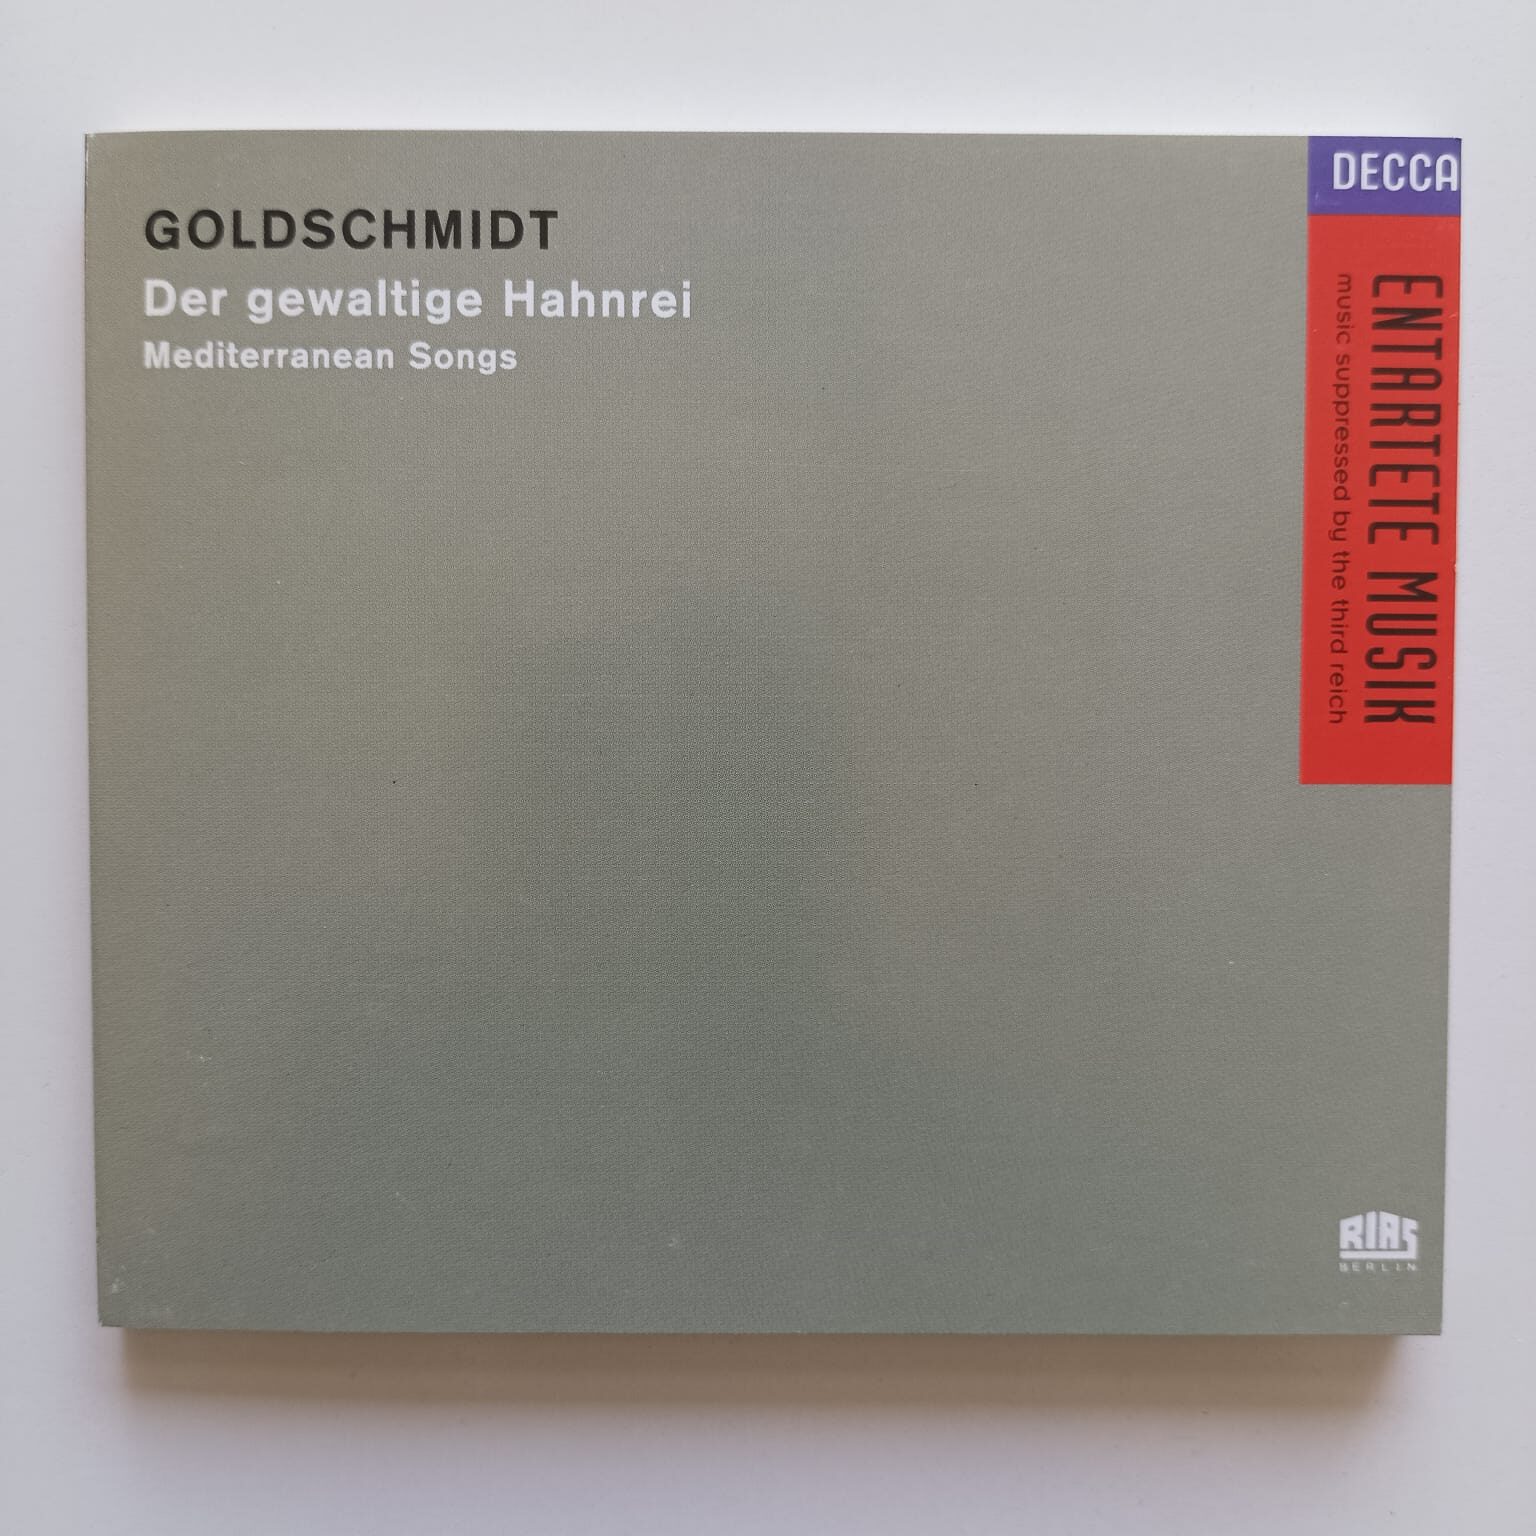 GOLDSCHMIDT
Der gewaltige Hahnrei
Mediterranean Songs
DECCA
ENTARTETE MUSIK
music suppressed by the third reich
RIAS
BERLIN